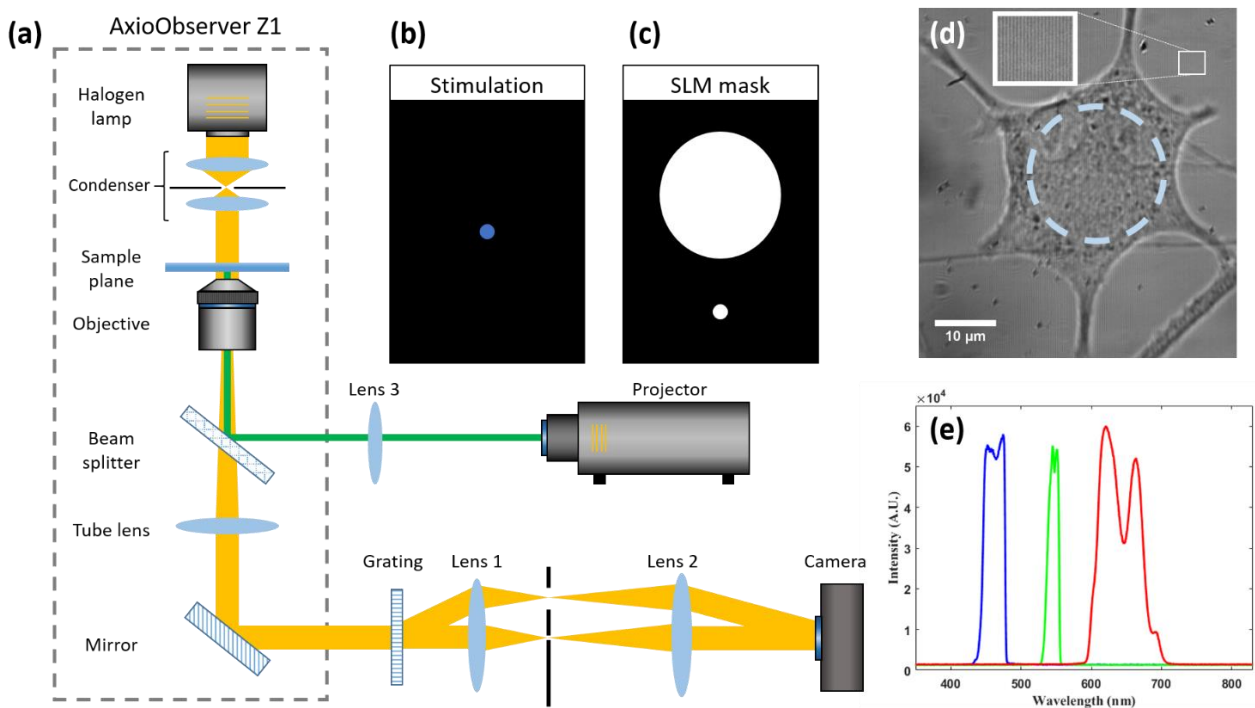 (a)
AxioObserver Z1
Halogen
lamp
Condenser
Sample
plane
Objective
Beam
splitter
Tube lens
Mirror
Lens 3
Projector
Grating
Lens 1
Lens 2
Camera
(b)
Stimulation
(c)
SLM mask
(d)
10 µm
(e)
×10⁴
6
5
4
3
2
1
0
Intensity (A.U.)
400
500
600
700
800
Wavelength (nm)